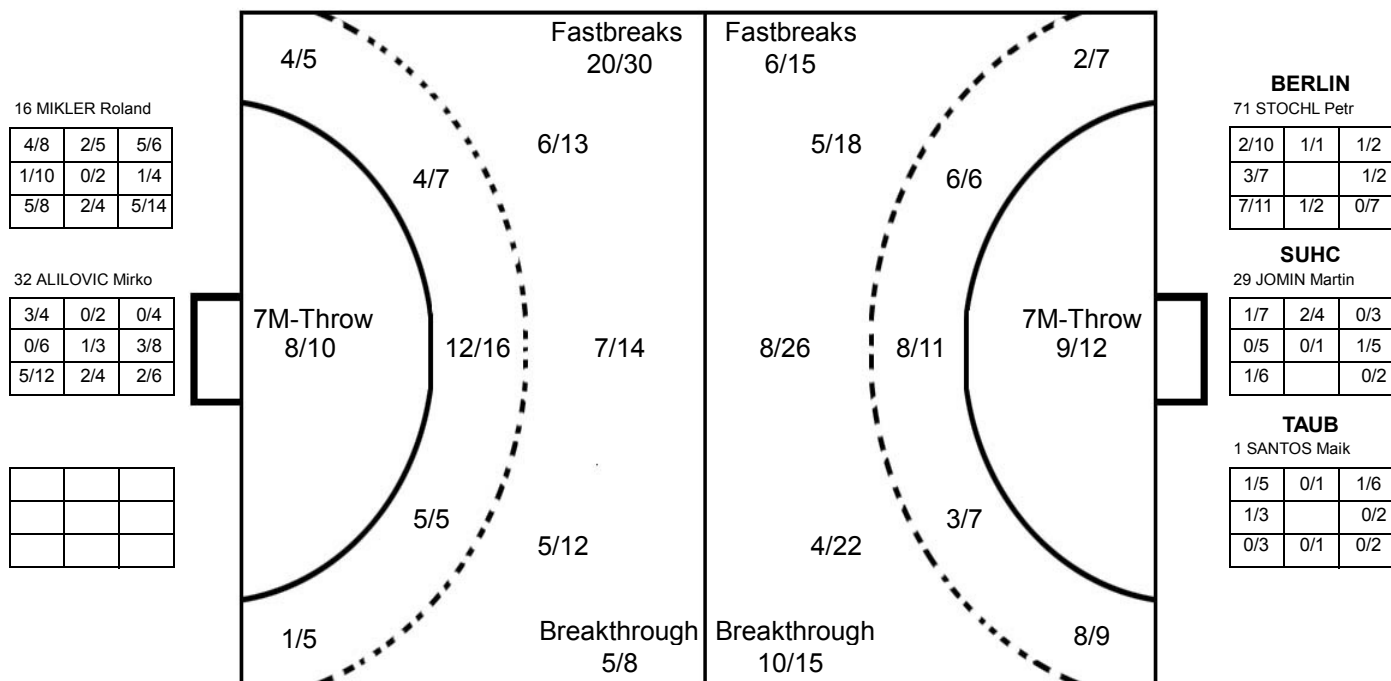 16 MIKLER Roland
4/8 2/5 5/6
1/10 0/2 1/4
5/8 2/4 5/14
32 ALILOVIC Mirko
3/4 0/2 0/4
0/6 1/3 3/8
5/12 2/4 2/6
4/5
Fastbreaks
20/30
6/13
4/7
7M-Throw
8/10
12/16
7/14
5/5
5/12
1/5
Breakthrough
5/8
Fastbreaks
6/15
2/7
5/18
6/6
8/26
8/11
7M-Throw
9/12
3/7
4/22
Breakthrough
10/15
8/9
BERLIN
71 STOCHL Petr
2/10 1/1 1/2
3/7 1/2
7/11 1/2 0/7
SUHC
29 JOMIN Martin
1/7 2/4 0/3
0/5 0/1 1/5
1/6 0/2
TAUB
1 SANTOS Maik
1/5 0/1 1/6
1/3 0/2
0/3 0/1 0/2